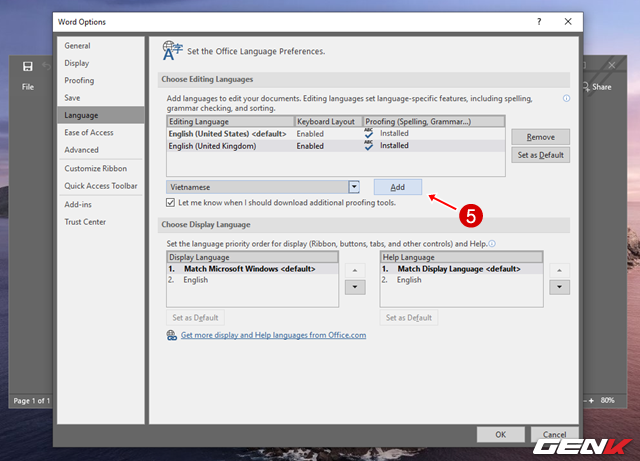 Word Options
? ×
General
Display
Proofing
Save
Language
Ease of Access
Advanced
Customize Ribbon
Quick Access Toolbar
Add-ins
Trust Center
File
Share
A字
Set the Office Language Preferences.
Choose Editing Languages
Add languages to edit your documents. Editing languages set language-specific features, including spelling,
grammar checking, and sorting.
Editing Language Keyboard Layout Proofing (Spelling, Grammar...)
English (United States) <default> Enabled ABC Installed
English (United Kingdom) Enabled ABC Installed
Remove
Set as Default
Vietnamese
Add
5
Let me know when I should download additional proofing tools.
Choose Display Language
Set the language priority order for display (Ribbon, buttons, tabs, and other controls) and Help.
Display Language
1. Match Microsoft Windows <default>
2. English
Set as Default
Help Language
1. Match Display Language <default>
2. English
Set as Default
Get more display and Help languages from Office.com
Page 1 of 1
+ 80%
OK
Cancel
GENK